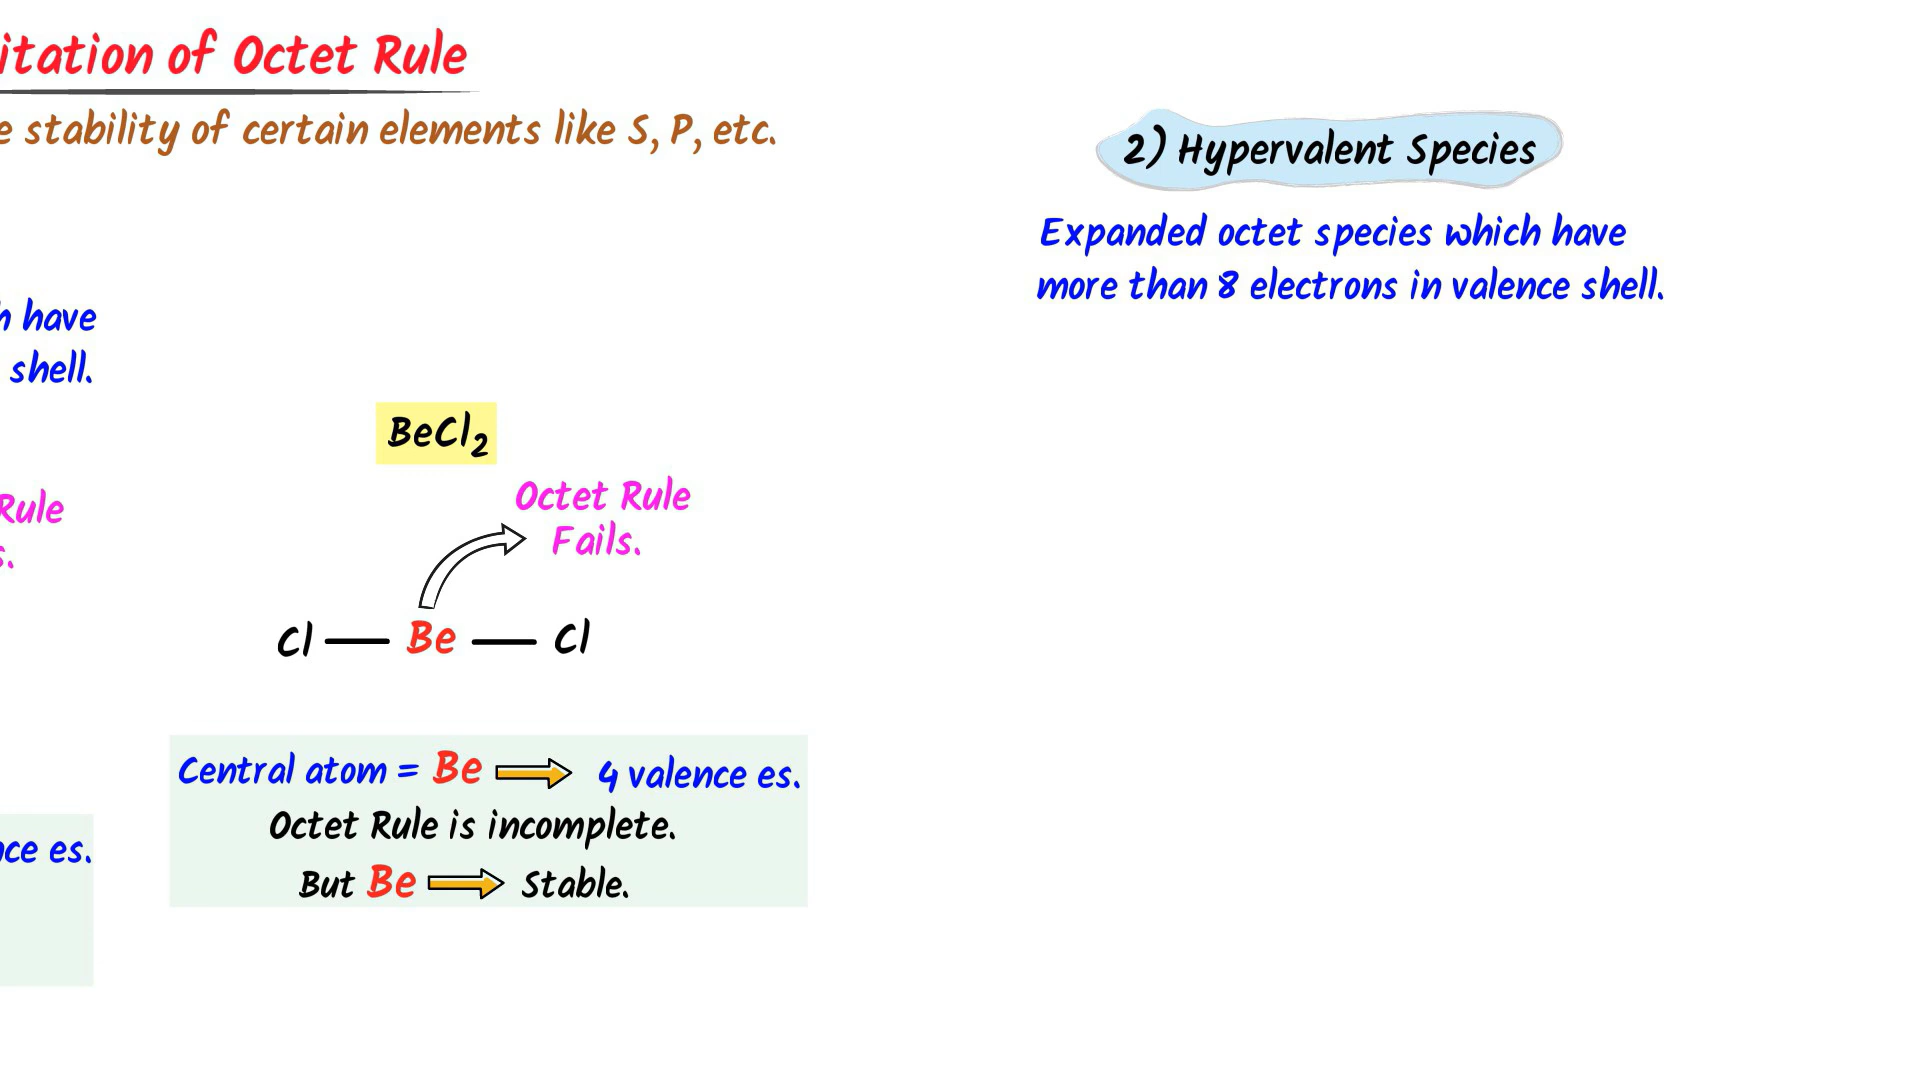 itation of Octet Rule
e stability of certain elements like S, P, etc.
h have
shell.
Rule
s.
nce es.
BeCl2
Octet Rule
Fails.
Cl — Be — Cl
Central atom = Be ⇒ 4 valence es.
Octet Rule is incomplete.
But Be ⇒ Stable.
2) Hypervalent Species
Expanded octet species which have
more than 8 electrons in valence shell.